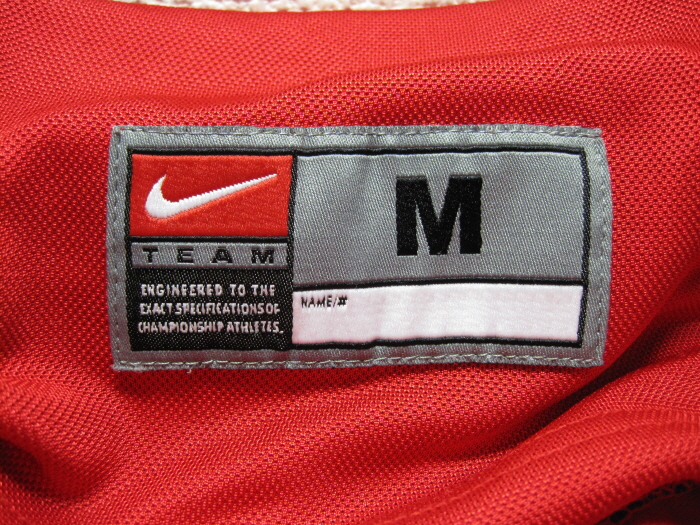 TEAM
ENGINEERED TO THE
EXACT SPECIFICATIONS OF
CHAMPIONSHIP ATHLETES.
M
NAME/#